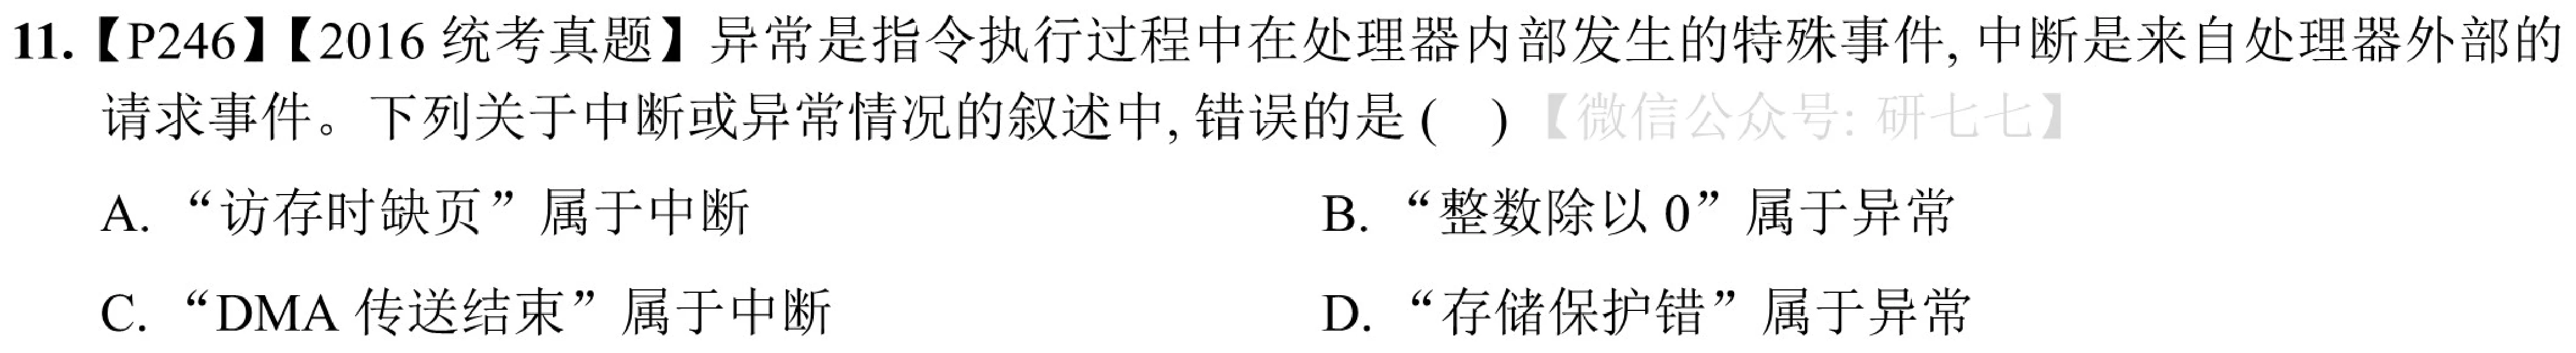 11.【P246】【2016 统考真题】异常是指令执行过程中在处理器内部发生的特殊事件, 中断是来自处理器外部的
请求事件。下列关于中断或异常情况的叙述中, 错误的是 (　)【微信公众号: 研七七】
A. “访存时缺页”属于中断
B. “整数除以 0”属于异常
C. “DMA 传送结束”属于中断
D. “存储保护错”属于异常